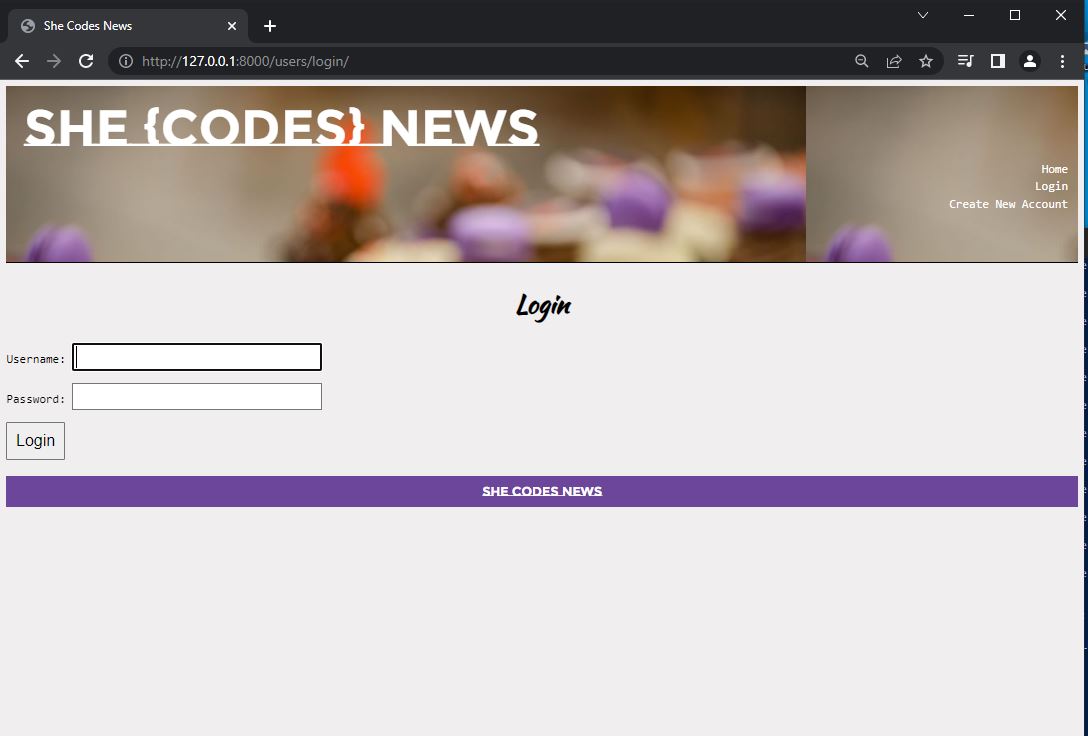 She Codes News
http://127.0.0.1:8000/users/login/
SHE {CODES} NEWS
Home
Login
Create New Account
Login
Username:
Password:
Login
SHE CODES NEWS